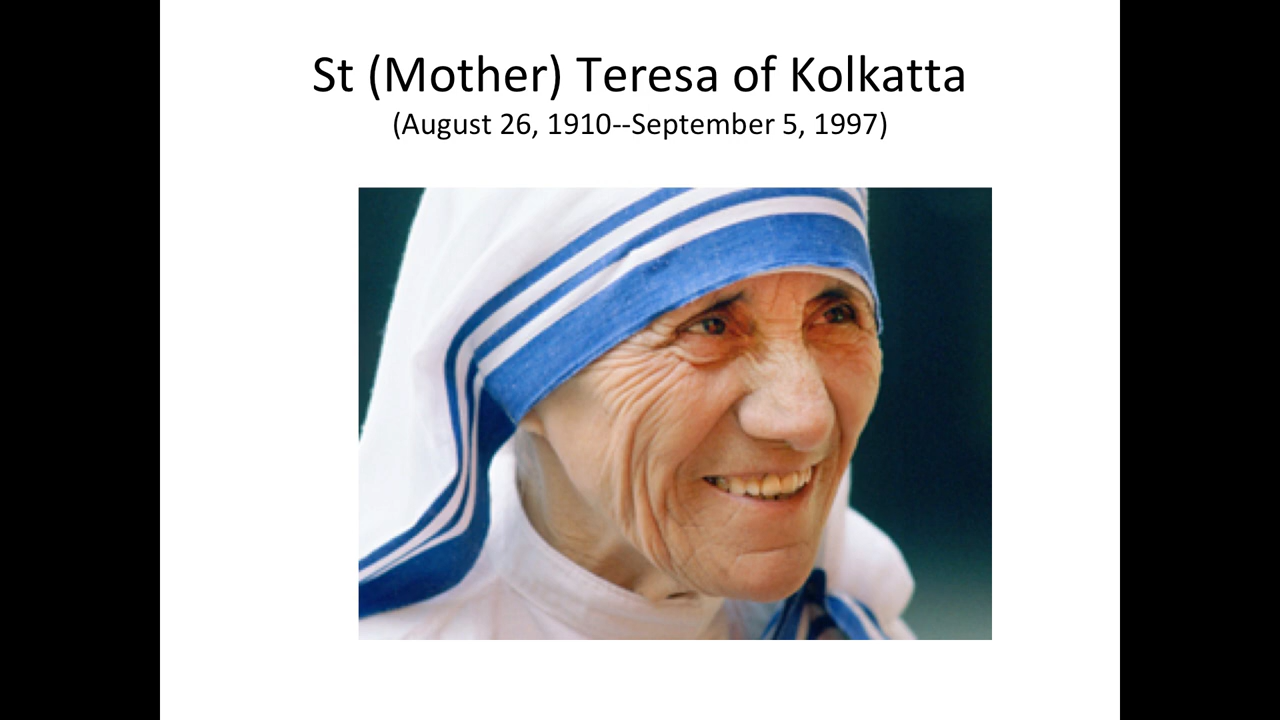 St (Mother) Teresa of Kolkatta
(August 26, 1910--September 5, 1997)